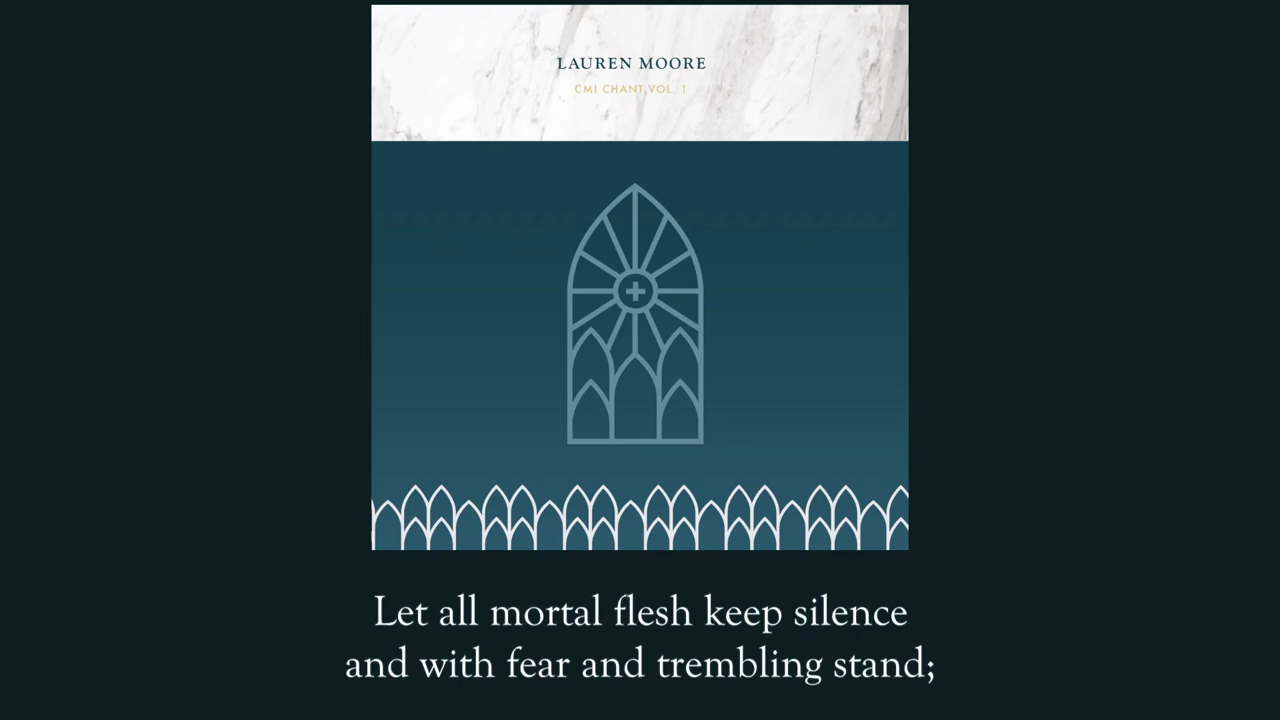 LAUREN MOORE
CMI CHANT VOL. 1
Let all mortal flesh keep silence
and with fear and trembling stand;